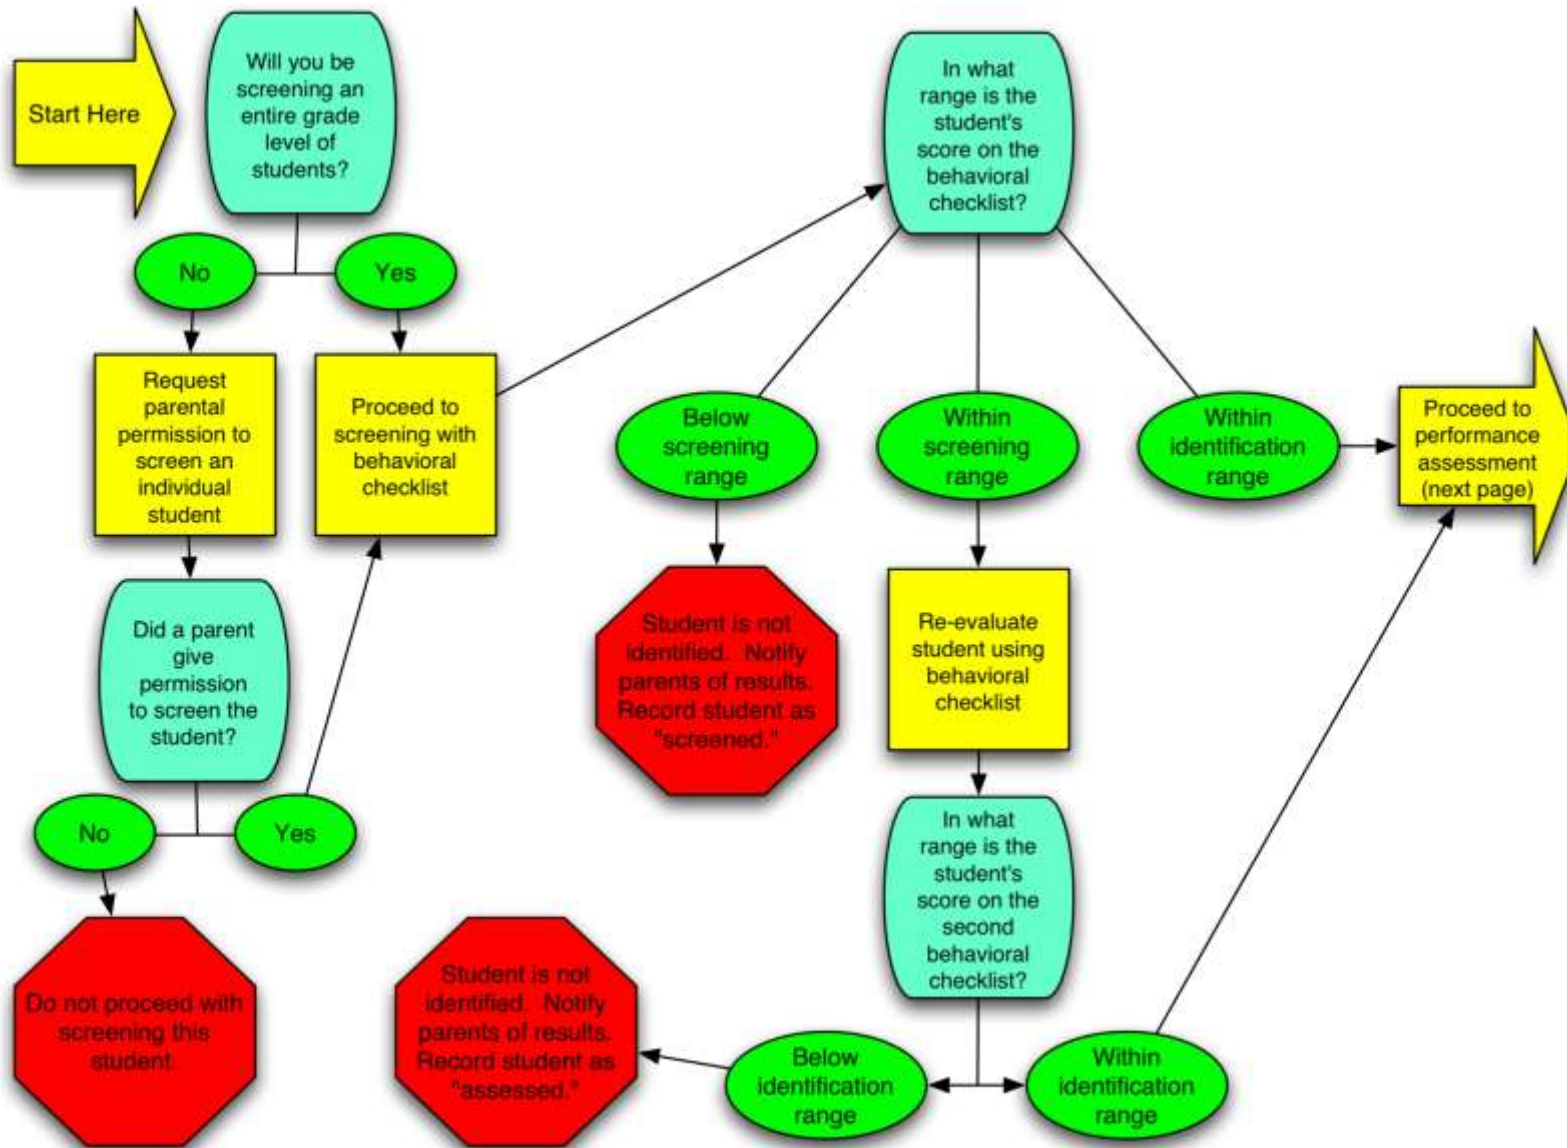 Start Here
Will you be
screening an
entire grade
level of
students?
No
Yes
Request
parental
permission to
screen an
individual
student
Proceed to
screening with
behavioral
checklist
Did a parent
give
permission
to screen the
student?
No
Yes
Do not proceed with
screening this
student.
In what
range is the
student's
score on the
behavioral
checklist?
Below
screening
range
Within
screening
range
Within
identification
range
Proceed to
performance
assessment
(next page)
Student is not
identified.  Notify
parents of results.
Record student as
"screened."
Re-evaluate
student using
behavioral
checklist
In what
range is the
student's
score on the
second
behavioral
checklist?
Below
identification
range
Within
identification
range
Student is not
identified.  Notify
parents of results.
Record student as
"assessed."